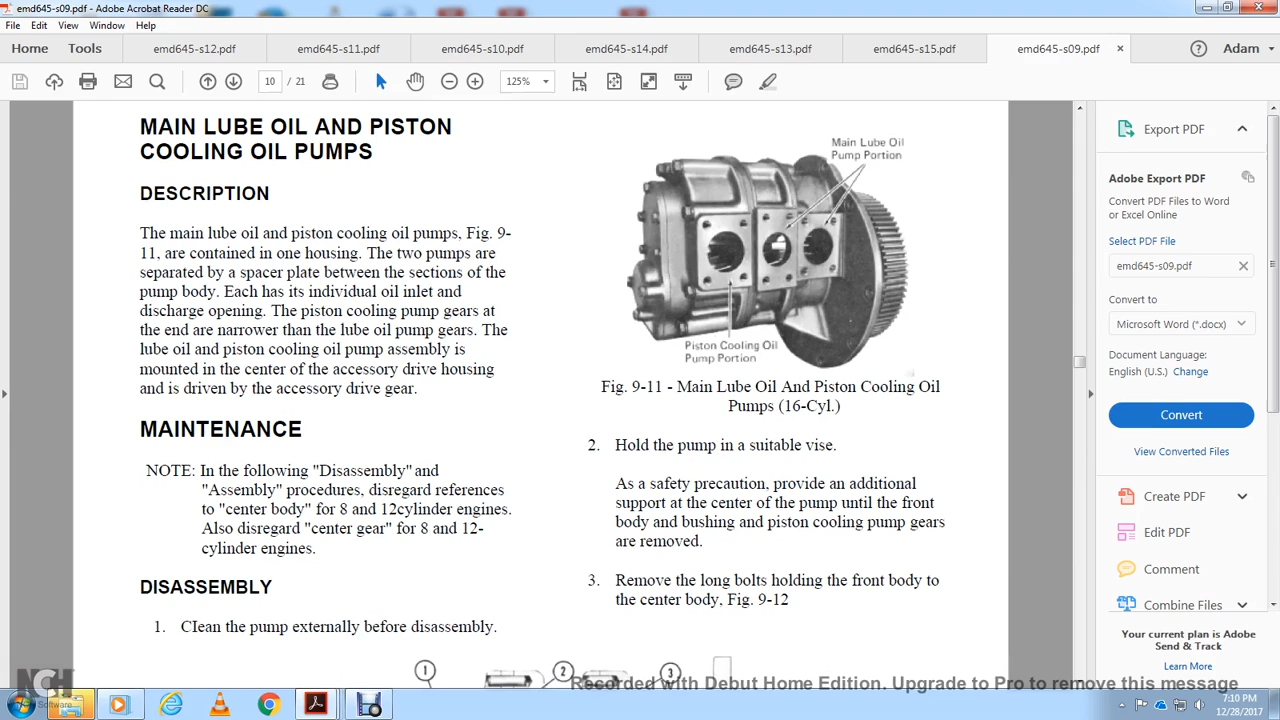 emd645-s09.pdf - Adobe Acrobat Reader DC
File Edit View Window Help
Home Tools emd645-s12.pdf emd645-s11.pdf emd645-s10.pdf emd645-s14.pdf emd645-s13.pdf emd645-s15.pdf emd645-s09.pdf × ? Adam
10 / 21 125%
MAIN LUBE OIL AND PISTON
COOLING OIL PUMPS
DESCRIPTION
The main lube oil and piston cooling oil pumps, Fig. 9-
11, are contained in one housing. The two pumps are
separated by a spacer plate between the sections of the
pump body. Each has its individual oil inlet and
discharge opening. The piston cooling pump gears at
the end are narrower than the lube oil pump gears. The
lube oil and piston cooling oil pump assembly is
mounted in the center of the accessory drive housing
and is driven by the accessory drive gear.
MAINTENANCE
NOTE: In the following "Disassembly" and
"Assembly" procedures, disregard references
to "center body" for 8 and 12cylinder engines.
Also disregard "center gear" for 8 and 12-
cylinder engines.
DISASSEMBLY
1. CIean the pump externally before disassembly.
Main Lube Oil
Pump Portion
Piston Cooling Oil
Pump Portion
Fig. 9-11 - Main Lube Oil And Piston Cooling Oil
Pumps (16-Cyl.)
2. Hold the pump in a suitable vise.
As a safety precaution, provide an additional
support at the center of the pump until the front
body and bushing and piston cooling pump gears
are removed.
3. Remove the long bolts holding the front body to
the center body, Fig. 9-12
1 2 3
Export PDF
Adobe Export PDF
Convert PDF Files to Word
or Excel Online
Select PDF File
emd645-s09.pdf
Convert to
Microsoft Word (*.docx)
Document Language:
English (U.S.) Change
Convert
View Converted Files
Create PDF
Edit PDF
Comment
Combine Files
Your current plan is Adobe
Send & Track
Learn More
Recorded with Debut Home Edition. Upgrade to Pro to remove this message
NCH
Software
7:10 PM
12/28/2017